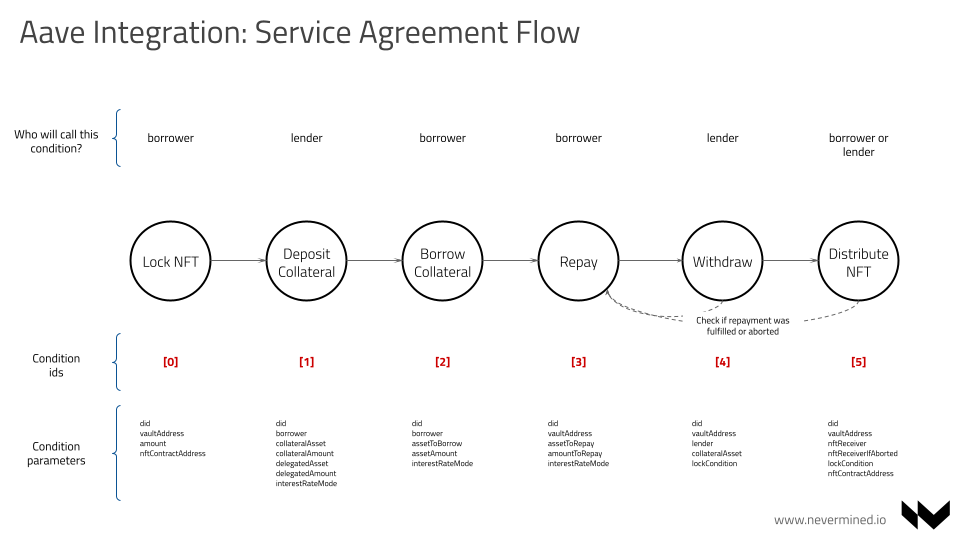 Aave Integration: Service Agreement Flow
Who will call this
condition?
borrower
lender
borrower
borrower
lender
borrower or
lender
Lock NFT
Deposit
Collateral
Borrow
Collateral
Repay
Withdraw
Distribute
NFT
Check if repayment was
fulfilled or aborted
Condition
ids
[0]
[1]
[2]
[3]
[4]
[5]
Condition
parameters
did
vaultAddress
amount
nftContractAddress
did
borrower
collateralAsset
collateralAmount
delegatedAsset
delegatedAmount
interestRateMode
did
borrower
assetToBorrow
assetAmount
interestRateMode
did
vaultAddress
assetToRepay
amountToRepay
interestRateMode
did
vaultAddress
lender
collateralAsset
lockCondition
did
vaultAddress
nftReceiver
nftReceiverIfAborted
lockCondition
nftContractAddress
www.nevermined.io